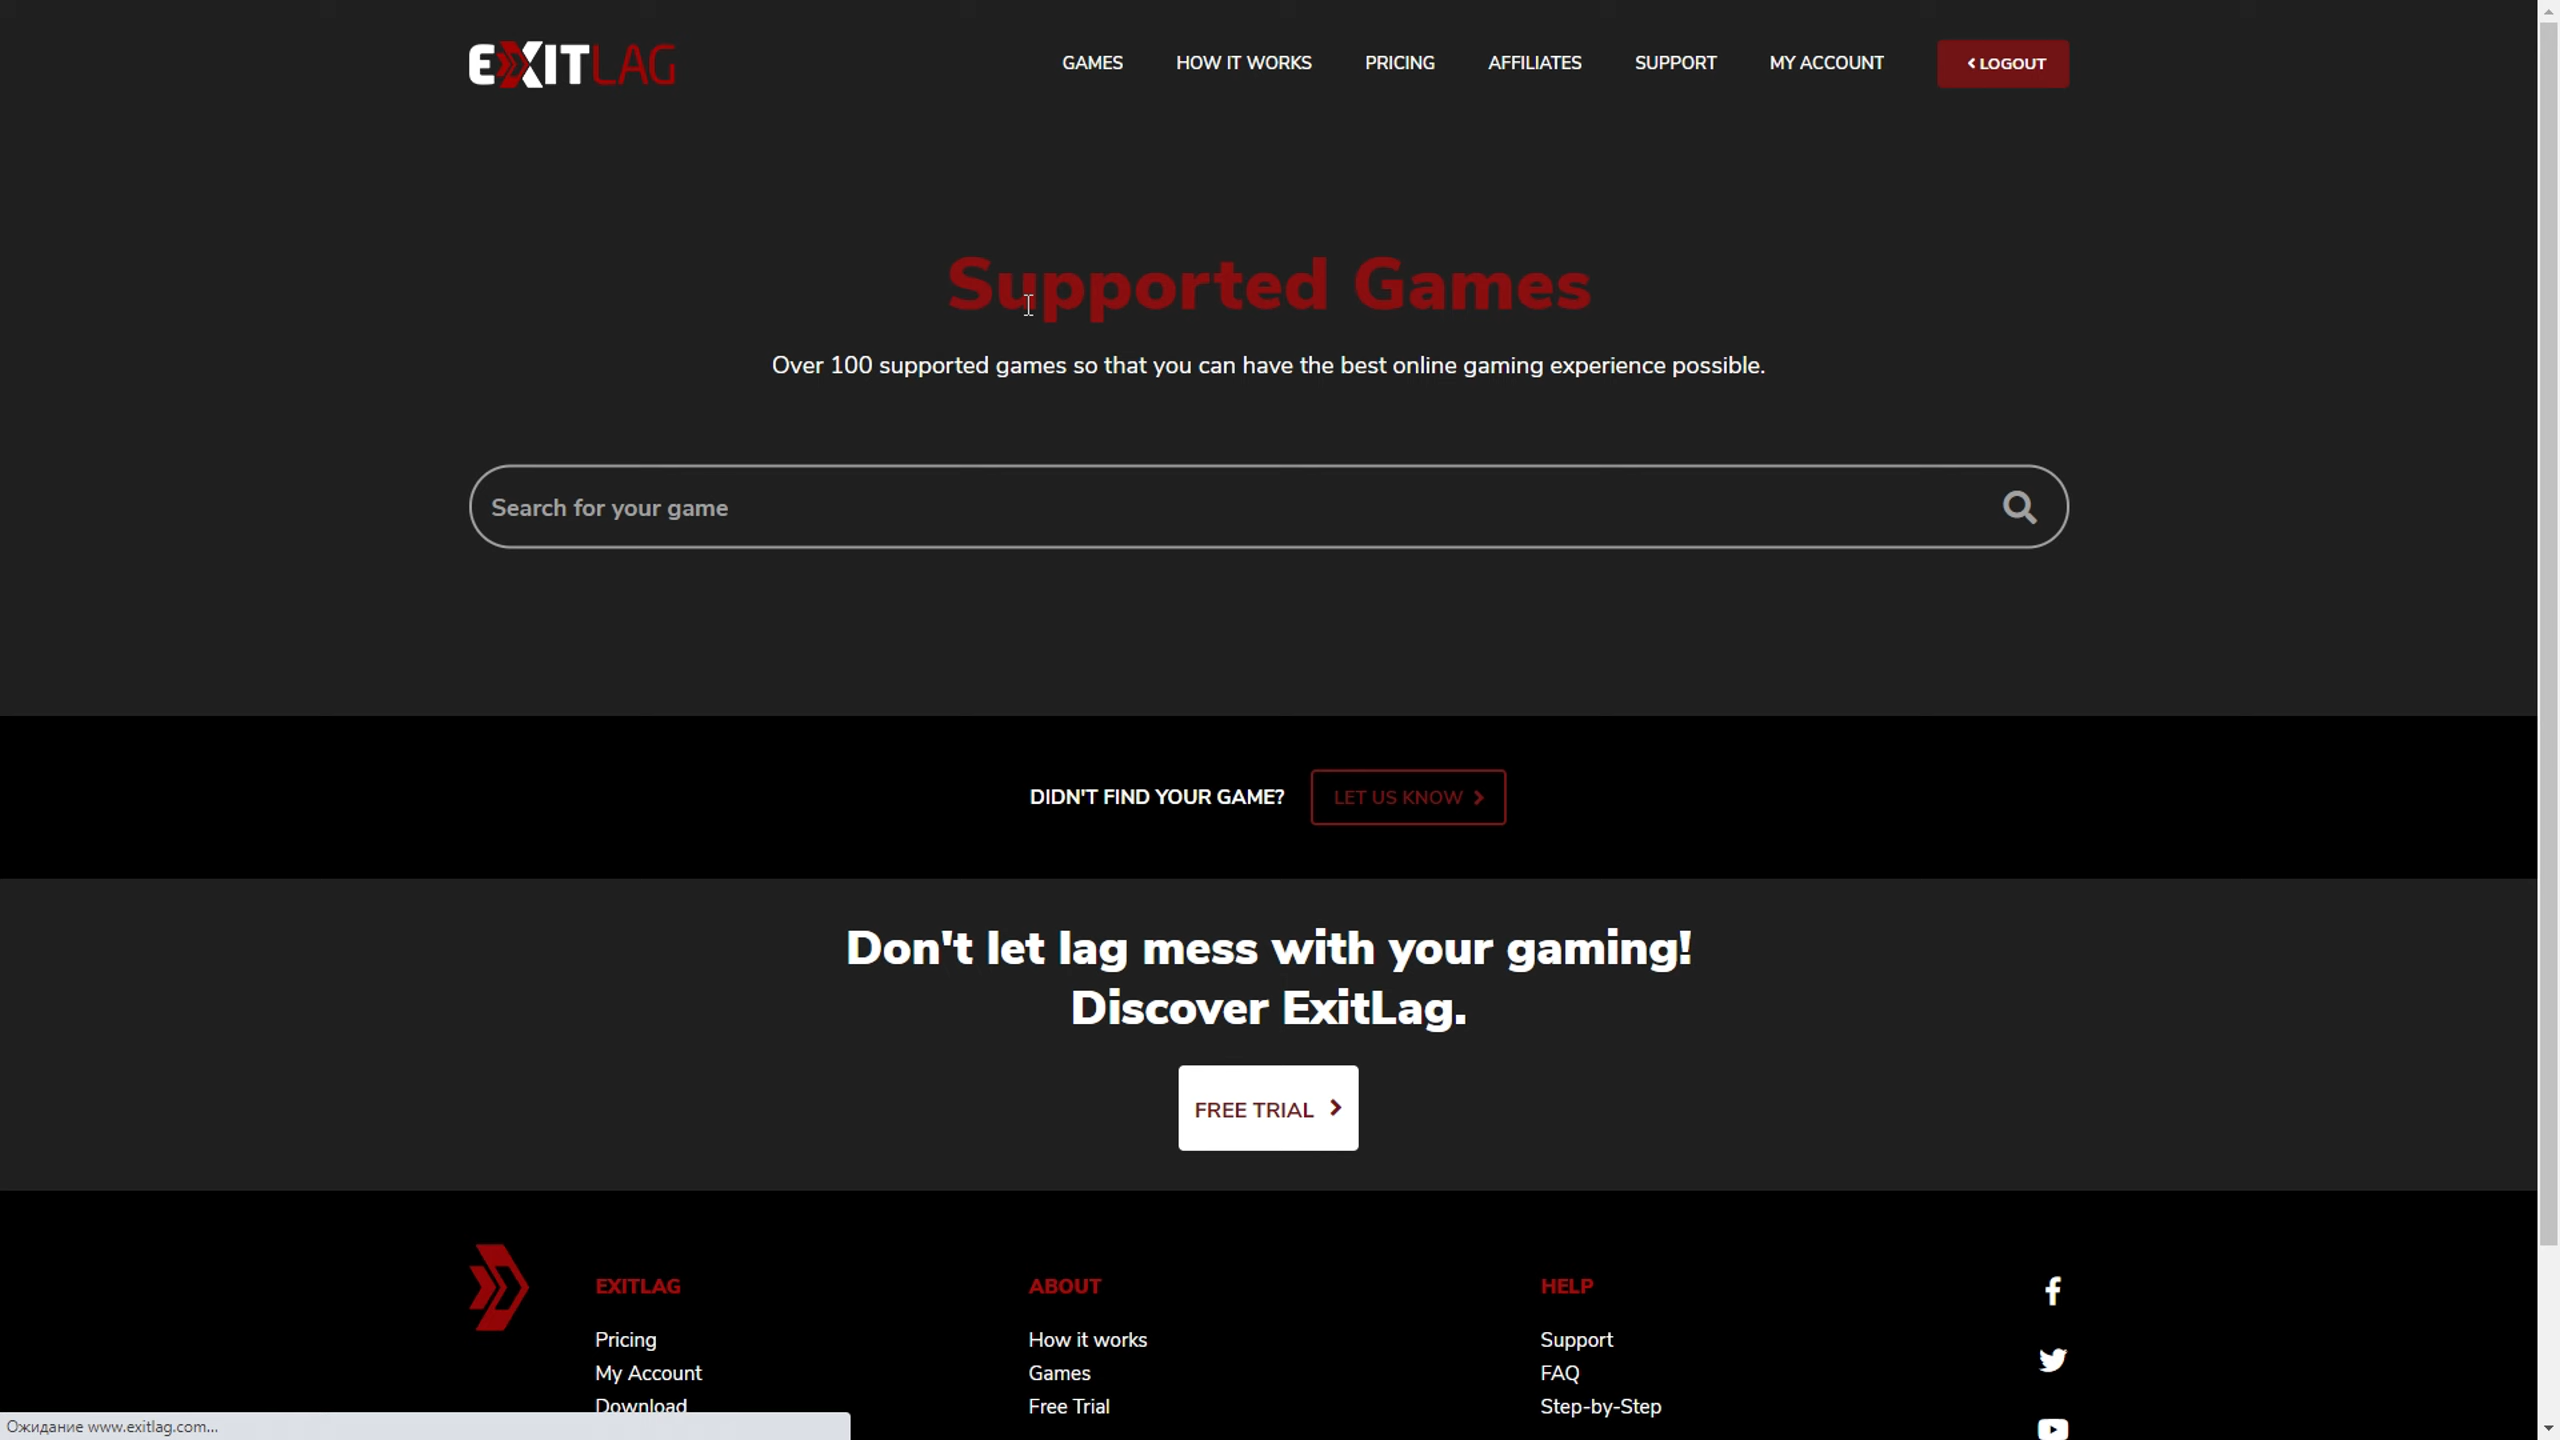 EXITLAG
GAMES
HOW IT WORKS
PRICING
AFFILIATES
SUPPORT
MY ACCOUNT
LOGOUT
Supported Games
Over 100 supported games so that you can have the best online gaming experience possible.
Search for your game
DIDN'T FIND YOUR GAME?
LET US KNOW
Don't let lag mess with your gaming!
Discover ExitLag.
FREE TRIAL
EXITLAG
Pricing
My Account
Download
ABOUT
How it works
Games
Free Trial
HELP
Support
FAQ
Step-by-Step
Ожидание www.exitlag.com...